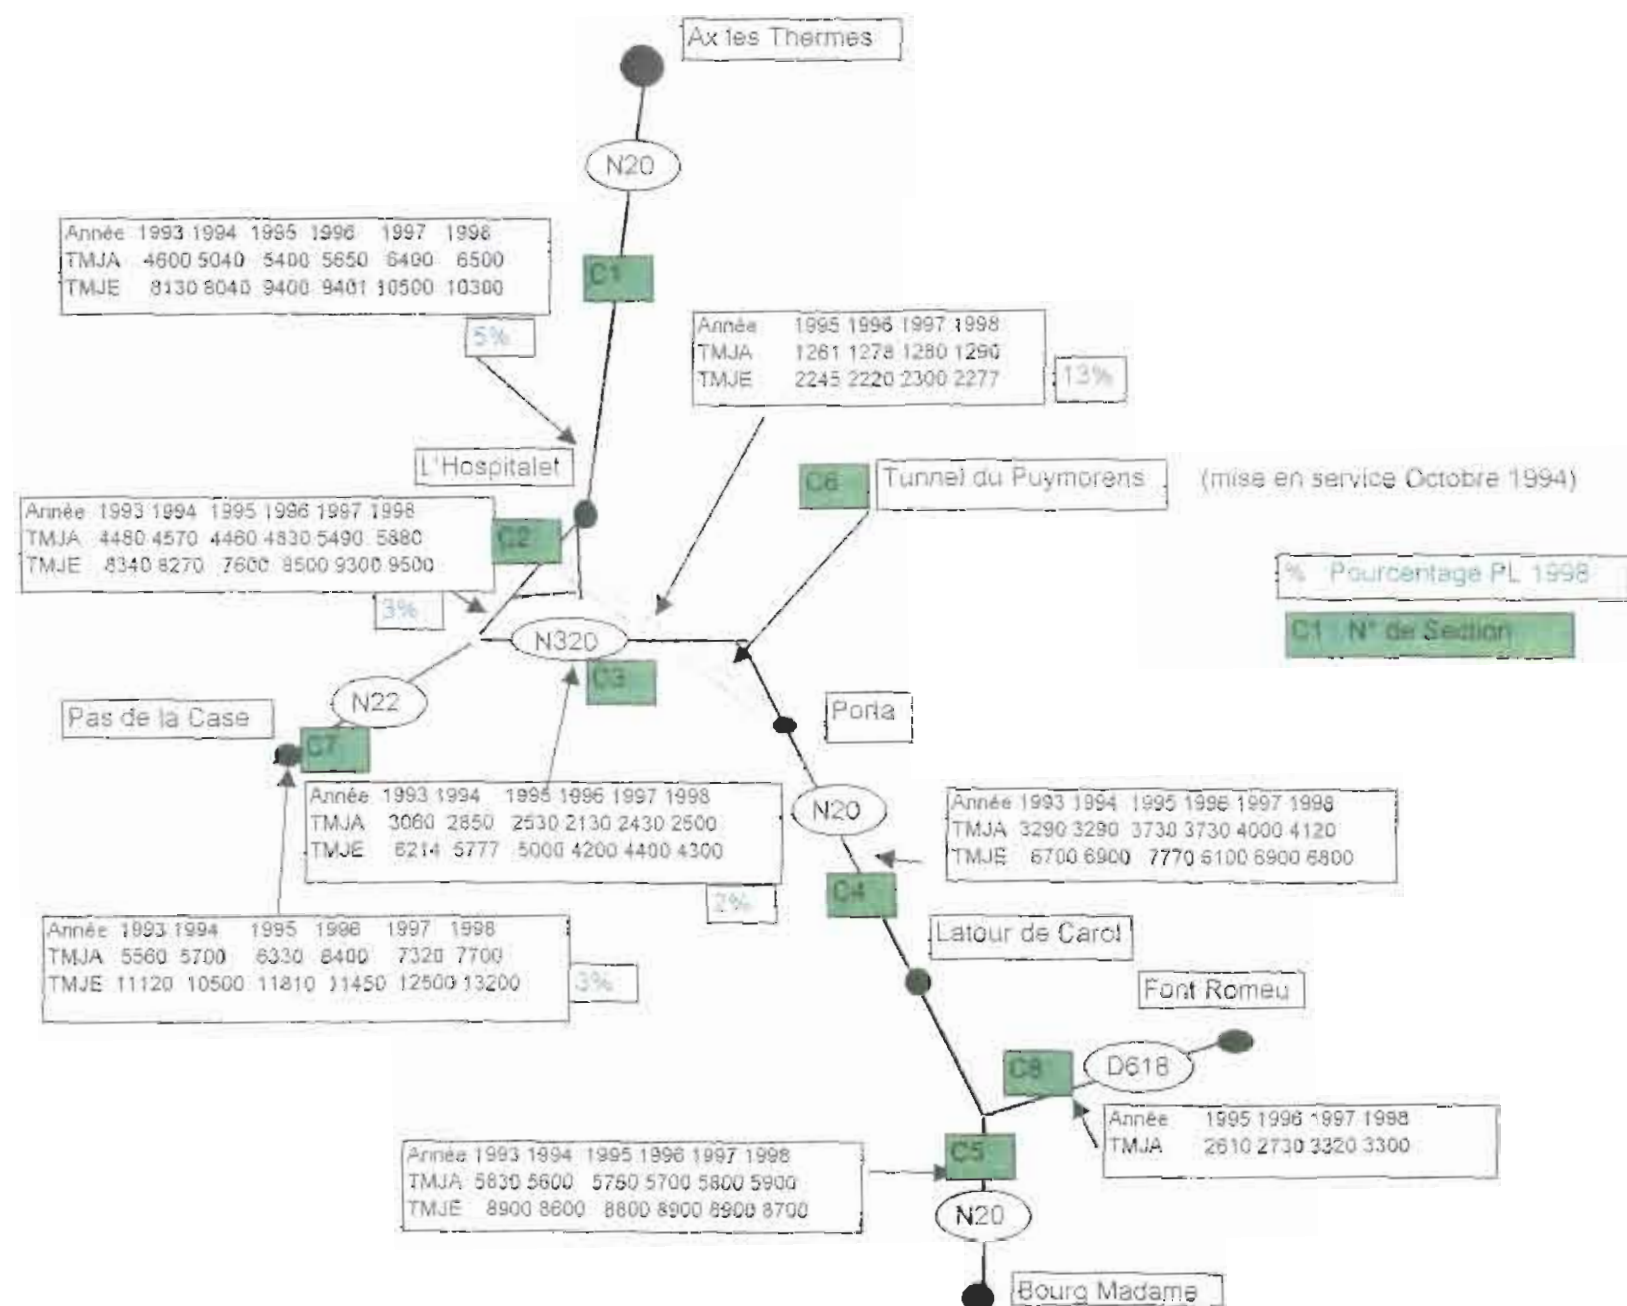 Ax les Thermes
N20
Année 1993 1994 1995 1996 1997 1998
TMJA 4600 5040 5400 5650 6400 6500
TMJE 8130 8040 9400 9401 10500 10300
C1
5%
Année 1995 1996 1997 1998
TMJA 1261 1278 1280 1290
TMJE 2245 2220 2300 2277
13%
L'Hospitalet
C6
Tunnel du Puymorens (mise en service Octobre 1994)
Année 1993 1994 1995 1996 1997 1998
TMJA 4480 4570 4460 4830 5490 5880
TMJE 8340 8270 7600 8500 9300 9500
C2
3%
% Pourcentage PL 1998
C1 N° de Section
N320
C3
N22
Pas de la Case
C7
Porta
N20
Année 1993 1994 1995 1996 1997 1998
TMJA 3060 2850 2530 2130 2430 2500
TMJE 6214 5777 5000 4200 4400 4300
2%
Année 1993 1994 1995 1996 1997 1998
TMJA 3290 3290 3730 3730 4000 4120
TMJE 6700 6900 7770 6100 6900 6800
C4
Latour de Carol
Année 1993 1994 1995 1996 1997 1998
TMJA 5560 5700 6330 6400 7320 7700
TMJE 11120 10500 11810 11450 12500 13200
3%
Font Romeu
C8
D618
Année 1995 1996 1997 1998
TMJA 2610 2730 3320 3300
Année 1993 1994 1995 1996 1997 1998
TMJA 5830 5600 5760 5700 5800 5900
TMJE 8900 8600 8800 8900 8900 8700
C5
N20
Bourg Madame